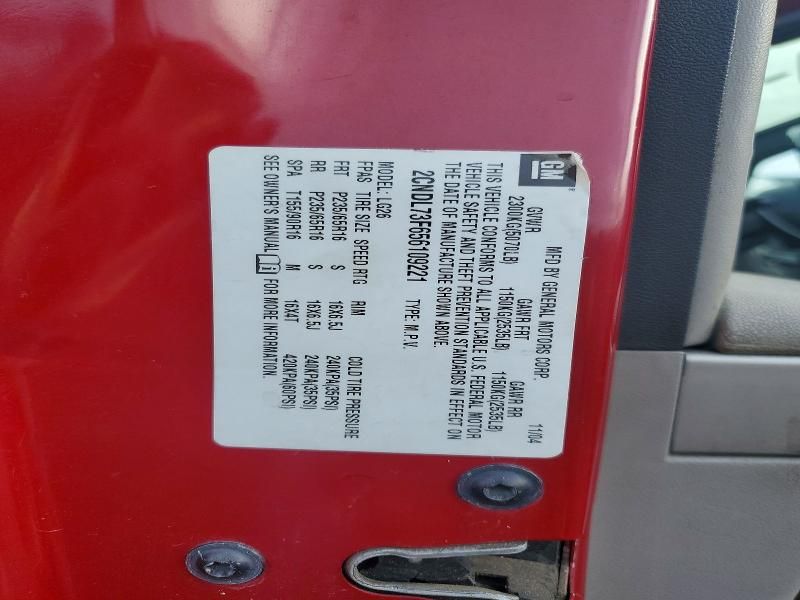 GM ®
MFD BY GENERAL MOTORS CORP. 11/04
GVWR GAWR FRT GAWR RR
2300KG(5070LB) 1150KG(2535LB) 1150KG(2535LB)
THIS VEHICLE CONFORMS TO ALL APPLICABLE U.S. FEDERAL MOTOR
VEHICLE SAFETY AND THEFT PREVENTION STANDARDS IN EFFECT ON
THE DATE OF MANUFACTURE SHOWN ABOVE.
2CNDL73F656109221 TYPE: M.P.V.
MODEL: LG26
FPAS TIRE SIZE SPEED RTG RIM COLD TIRE PRESSURE
FRT P235/65R16 S 16X6.5J 240KPA(35PSI)
RR P235/65R16 S 16X6.5J 240KPA(35PSI)
SPA T155/90R16 M 16X4T 420KPA(60PSI)
SEE OWNER'S MANUAL FOR MORE INFORMATION.